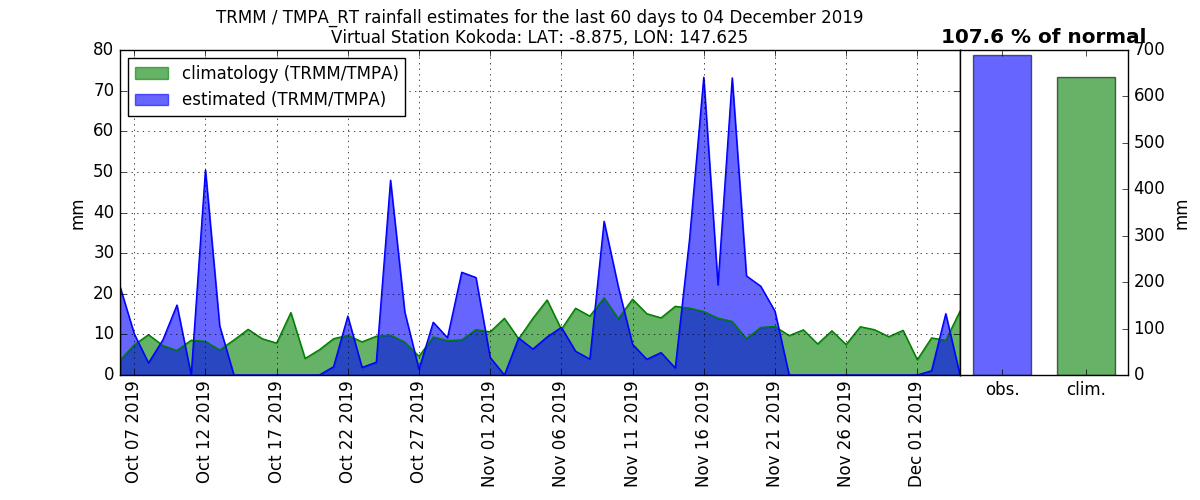 TRMM / TMPA_RT rainfall estimates for the last 60 days to 04 December 2019
Virtual Station Kokoda: LAT: -8.875, LON: 147.625
107.6 % of normal
climatology (TRMM/TMPA)
estimated (TRMM/TMPA)
80
70
60
50
40
30
20
10
0
mm
700
600
500
400
300
200
100
0
mm
obs.
clim.
Oct 07 2019
Oct 12 2019
Oct 17 2019
Oct 22 2019
Oct 27 2019
Nov 01 2019
Nov 06 2019
Nov 11 2019
Nov 16 2019
Nov 21 2019
Nov 26 2019
Dec 01 2019